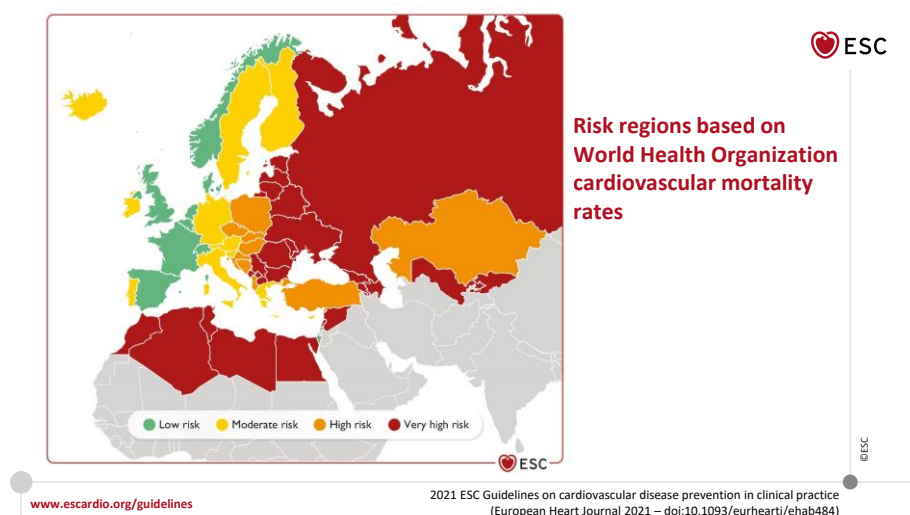 ESC
Risk regions based on
World Health Organization
cardiovascular mortality
rates
Low risk
Moderate risk
High risk
Very high risk
ESC
©ESC
www.escardio.org/guidelines
2021 ESC Guidelines on cardiovascular disease prevention in clinical practice
(European Heart Journal 2021 – doi:10.1093/eurheartj/ehab484)